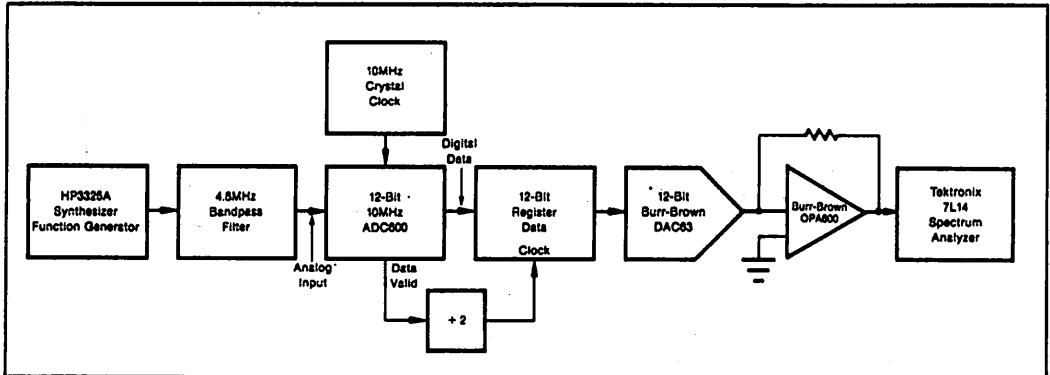 10MHz
Crystal
Clock
Digital
Data
HP3325A
Synthesizer
Function Generator
4.8MHz
Bandpass
Filter
12-Bit
10MHz
ADC600
12-Bit
Register
Data
Clock
12-Bit
Burr-Brown
DAC63
Burr-Brown
OPA600
Tektronix
7L14
Spectrum
Analyzer
Analog
Input
Data
Valid
÷ 2